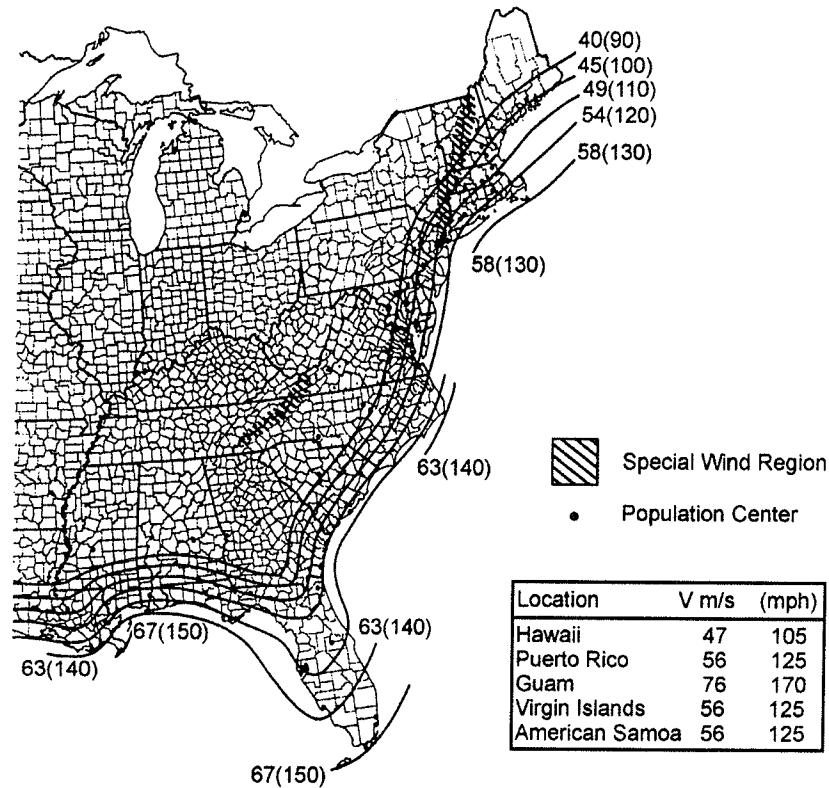 40(90)
45(100)
49(110)
54(120)
58(130)
58(130)
63(140)
Special Wind Region
Population Center
67(150)
63(140)
63(140)
67(150)
Location V m/s (mph)
Hawaii 47 105
Puerto Rico 56 125
Guam 76 170
Virgin Islands 56 125
American Samoa 56 125